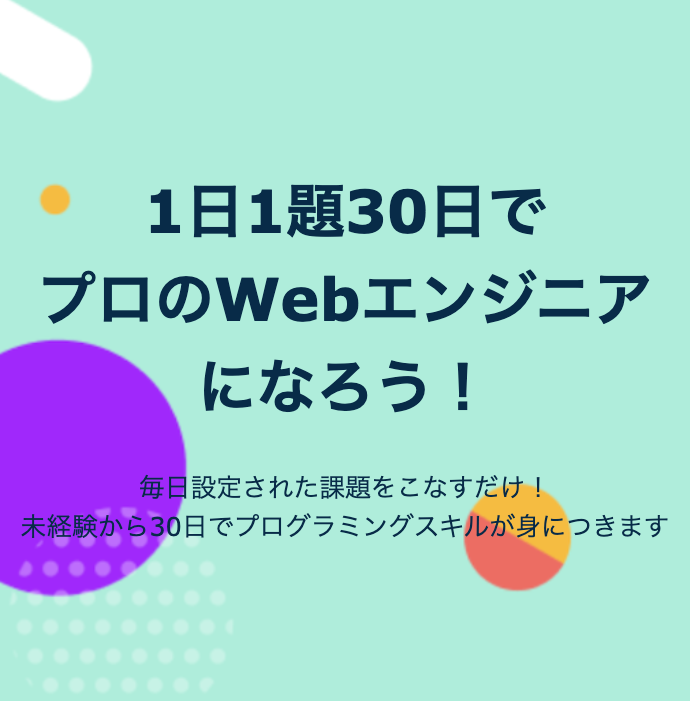 1日1題30日で
プロのWebエンジニア
になろう！
毎日設定された課題をこなすだけ！
未経験から30日でプログラミングスキルが身につきます